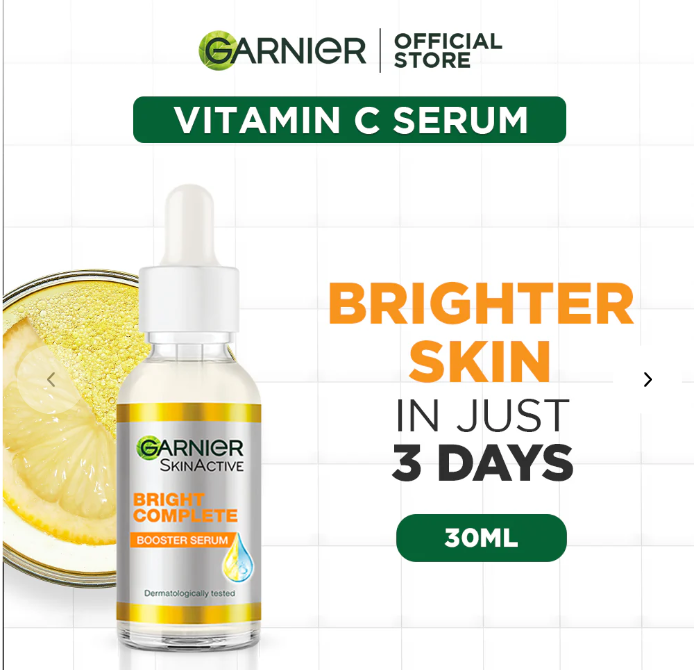 GARNIER
OFFICIAL
STORE
VITAMIN C SERUM
BRIGHTER
SKIN
IN JUST
3 DAYS
30ML
GARNIER
SKINACTIVE
BRIGHT
COMPLETE
BOOSTER SERUM
Dermatologically tested